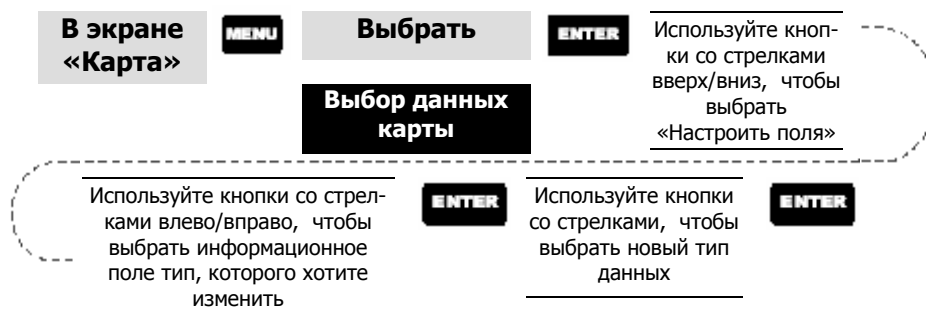 В экране
«Карта»
MENU
Выбрать
Выбор данных
карты
ENTER
Используйте кноп-
ки со стрелками
вверх/вниз, чтобы
выбрать
«Настроить поля»
Используйте кнопки со стрел-
ками влево/вправо, чтобы
выбрать информационное
поле тип, которого хотите
изменить
ENTER
Используйте кнопки
со стрелками, чтобы
выбрать новый тип
данных
ENTER